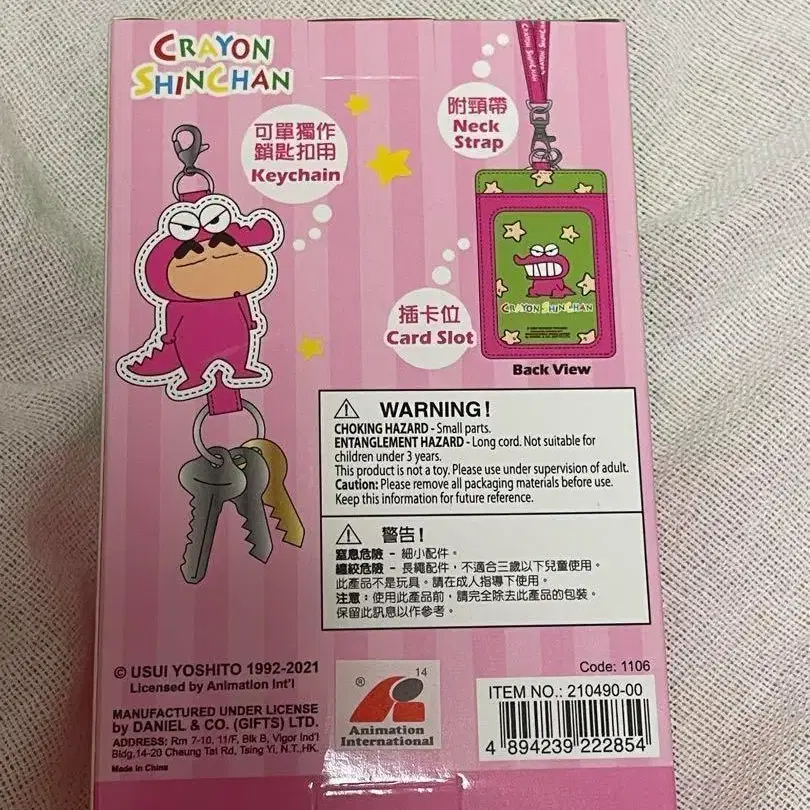 CRAYON
SHINCHAN
可單獨作
鎖匙扣用
Keychain
附頸帶
Neck
Strap
CRAYON SHINCHAN
插卡位
Card Slot
CRAYON SHINCHAN
Back View
WARNING!
CHOKING HAZARD - Small parts.
ENTANGLEMENT HAZARD - Long cord. Not suitable for
children under 3 years.
This product is not a toy. Please use under supervision of adult.
Caution: Please remove all packaging materials before use.
Keep this information for future reference.
警告!
窒息危險 - 細小配件。
纏絞危險 - 長繩配件，不適合三歲以下兒童使用。
此產品不是玩具。請在成人指導下使用。
注意：使用此產品前，請完全除去此產品的包裝。
保留此訊息以作參考。
© USUI YOSHITO 1992-2021
Licensed by Animation Int'l
MANUFACTURED UNDER LICENSE
by DANIEL & CO. (GIFTS) LTD.
ADDRESS: Rm 7-10, 11/F, Blk B, Vigor Ind'l
Bldg,14-20 Cheung Tat Rd, Tsing Yi, N.T.,HK.
Made in China
14
®
Animation
International
Code: 1106
ITEM NO.: 210490-00
4 894239 222854